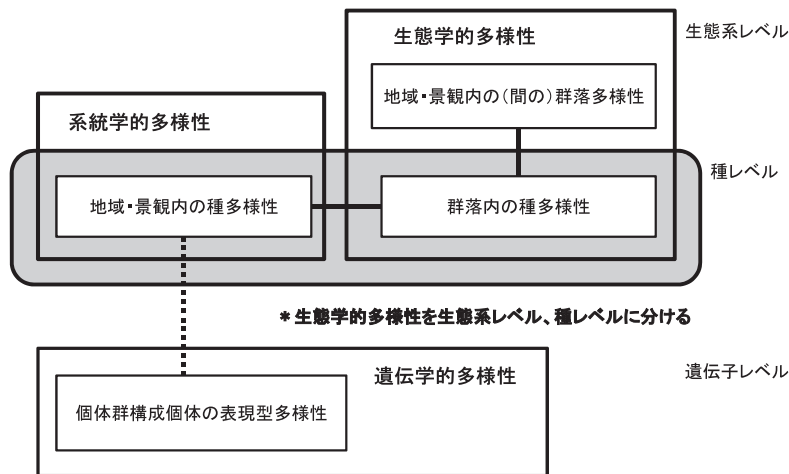 生態学的多様性
生態系レベル
地域・景観内の(間の)群落多様性
系統学的多様性
種レベル
地域・景観内の種多様性
群落内の種多様性
*生態学的多様性を生態系レベル、種レベルに分ける
遺伝学的多様性
遺伝子レベル
個体群構成個体の表現型多様性